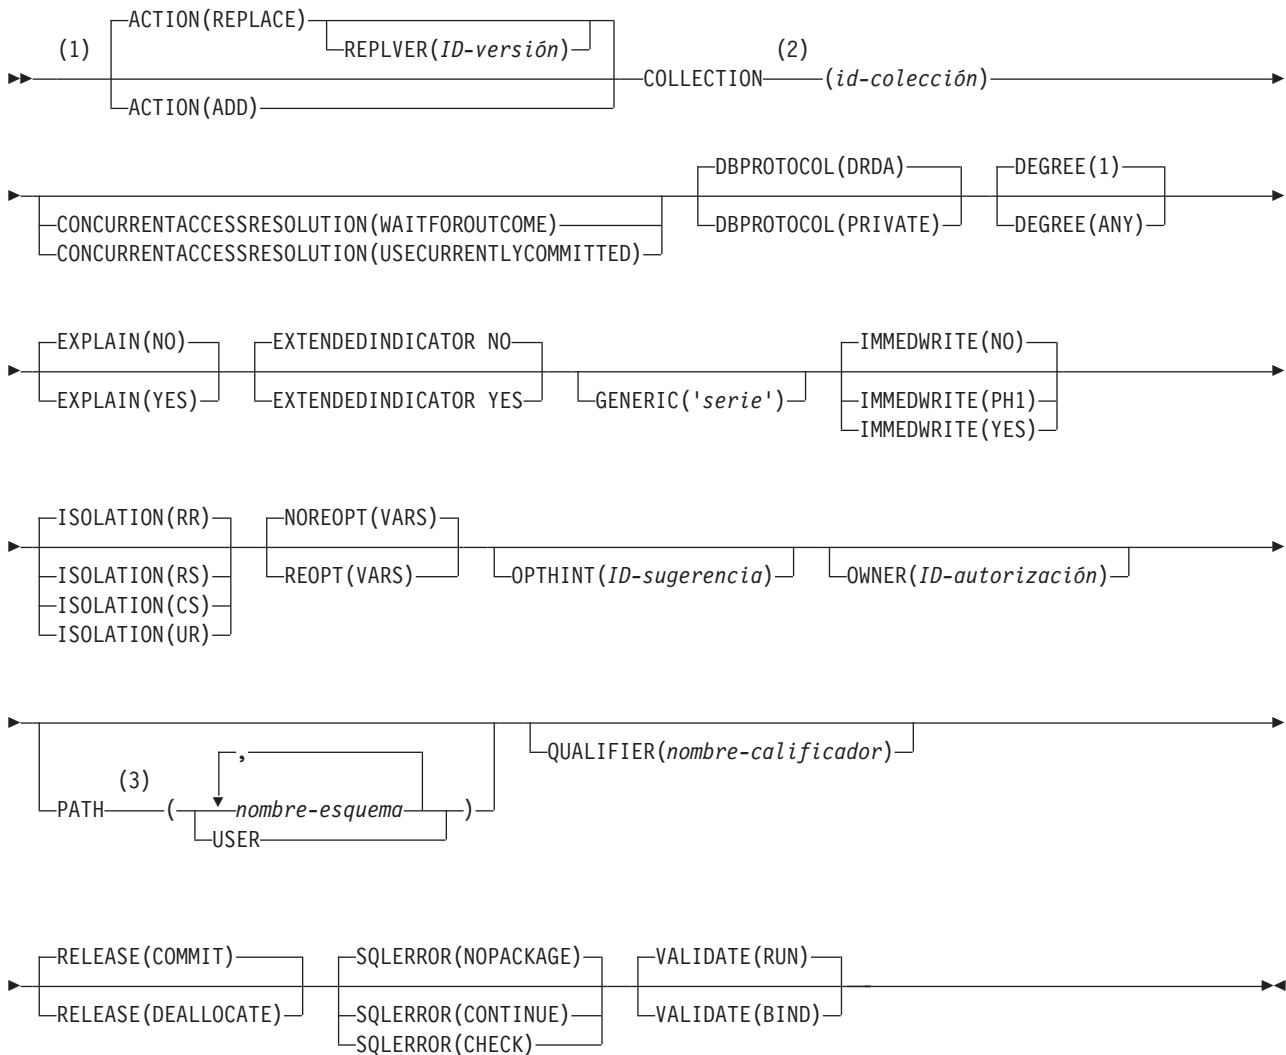 ACTION(REPLACE)
(1) REPLVER(ID-versión) (2)
COLLECTION (id-colección)
ACTION(ADD)
DBPROTOCOL(DRDA) DEGREE(1)
CONCURRENTACCESSRESOLUTION(WAITFOROUTCOME) DBPROTOCOL(PRIVATE) DEGREE(ANY)
CONCURRENTACCESSRESOLUTION(USECURRENTLYCOMMITTED)
EXPLAIN(NO) EXTENDEDINDICATOR NO IMMEDWRITE(NO)
EXPLAIN(YES) EXTENDEDINDICATOR YES GENERIC('serie') IMMEDWRITE(PH1)
IMMEDWRITE(YES)
ISOLATION(RR) NOREOPT(VARS)
ISOLATION(RS) REOPT(VARS) OPTHINT(ID-sugerencia) OWNER(ID-autorización)
ISOLATION(CS)
ISOLATION(UR)
, QUALIFIER(nombre-calificador)
(3)
PATH ( nombre-esquema )
USER
RELEASE(COMMIT) SQLERROR(NOPACKAGE) VALIDATE(RUN)
RELEASE(DEALLOCATE) SQLERROR(CONTINUE) VALIDATE(BIND)
SQLERROR(CHECK)